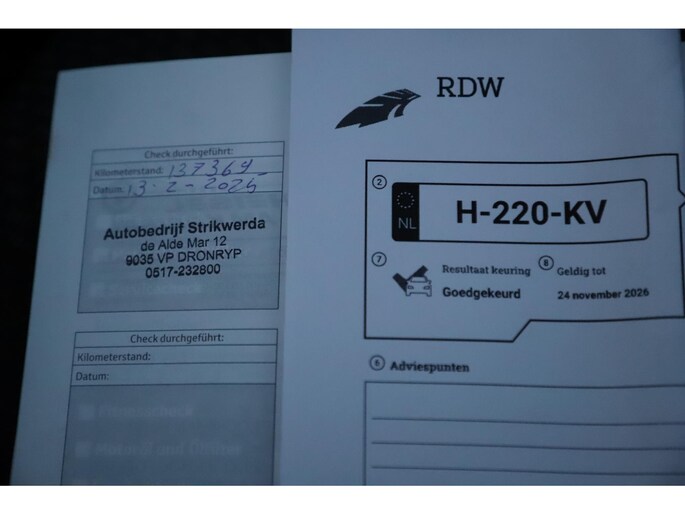 Check durchgeführt:
Kilometerstand: 137369
Datum: 13-2-2025
Autobedrijf Strikwerda
de Alde Mar 12
9035 VP DRONRYP
0517-232800
Check durchgeführt:
Kilometerstand:
Datum:
RDW
2
NL
H-220-KV
7
Resultaat keuring
Goedgekeurd
8
Geldig tot
24 november 2026
6
Adviespunten